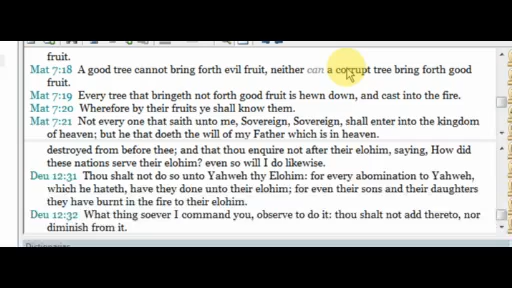 fruit.
Mat 7:18 A good tree cannot bring forth evil fruit, neither can a corrupt tree bring forth good
fruit.
Mat 7:19 Every tree that bringeth not forth good fruit is hewn down, and cast into the fire.
Mat 7:20 Wherefore by their fruits ye shall know them.
Mat 7:21 Not every one that saith unto me, Sovereign, Sovereign, shall enter into the kingdom
of heaven; but he that doeth the will of my Father which is in heaven.
destroyed from before thee; and that thou enquire not after their elohim, saying, How did
these nations serve their elohim? even so will I do likewise.
Deu 12:31 Thou shalt not do so unto Yahweh thy Elohim: for every abomination to Yahweh,
which he hateth, have they done unto their elohim; for even their sons and their daughters
they have burnt in the fire to their elohim.
Deu 12:32 What thing soever I command you, observe to do it: thou shalt not add thereto, nor
diminish from it.